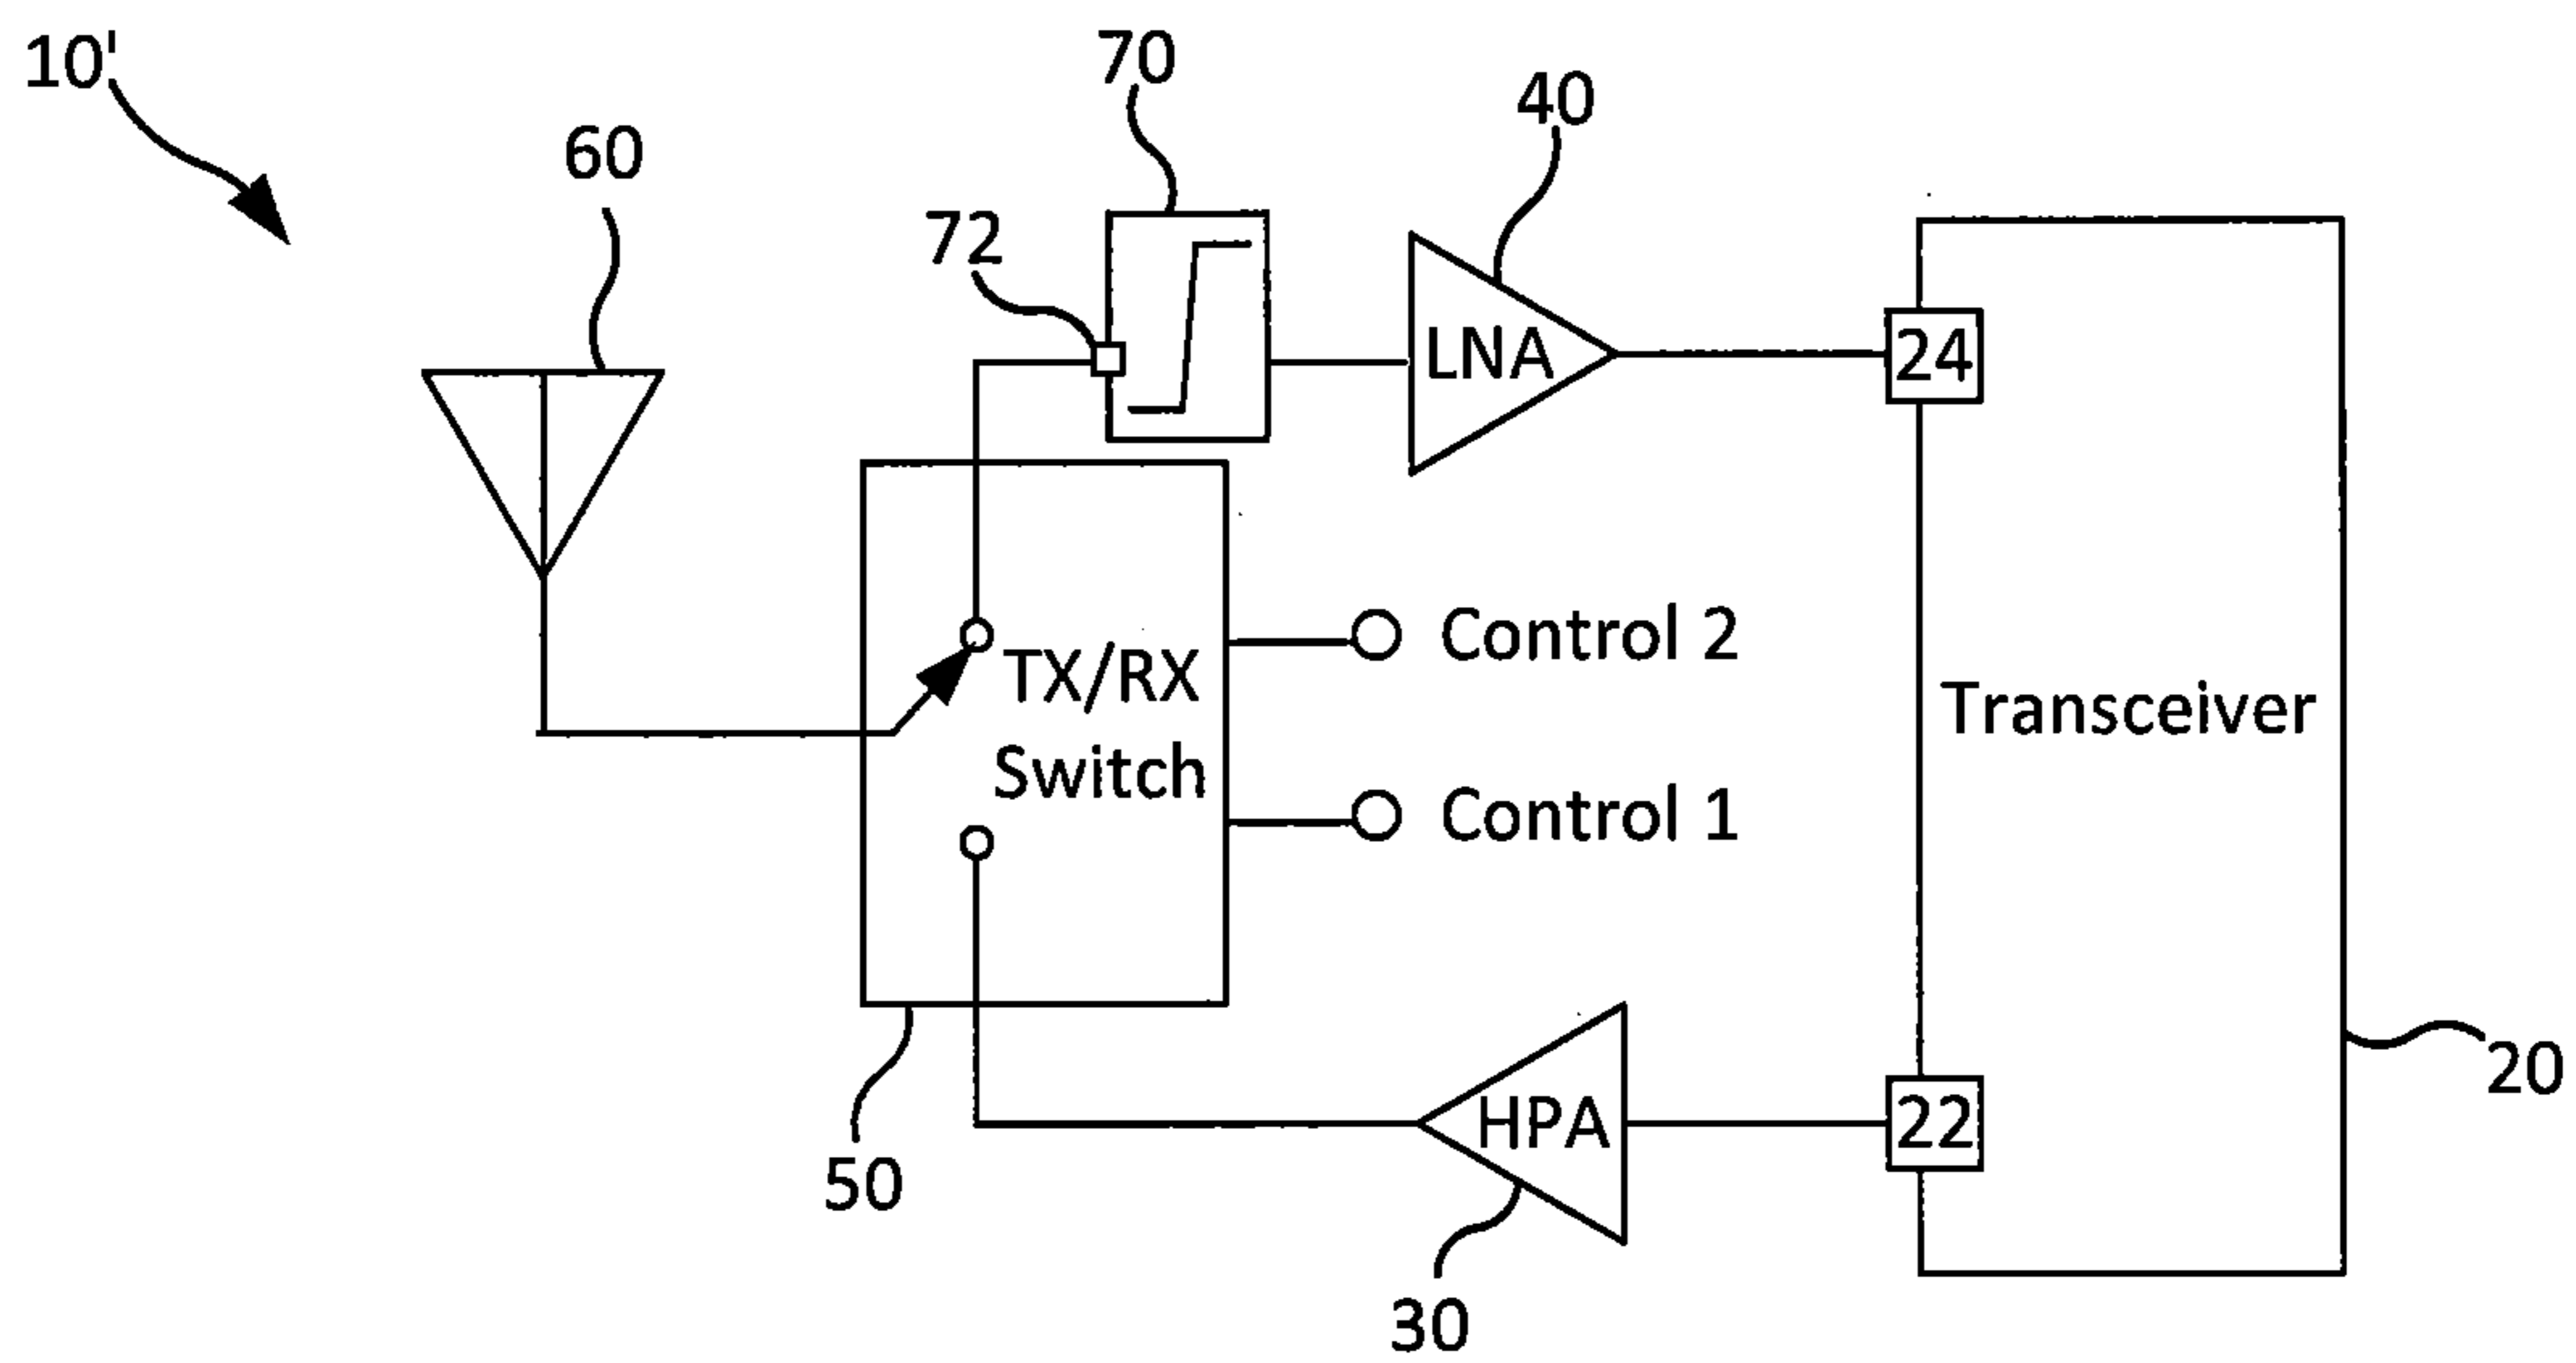 10'
70
40
60
72
LNA
24
Control 2
TX/RX
Switch
Transceiver
Control 1
20
HPA
22
50
30